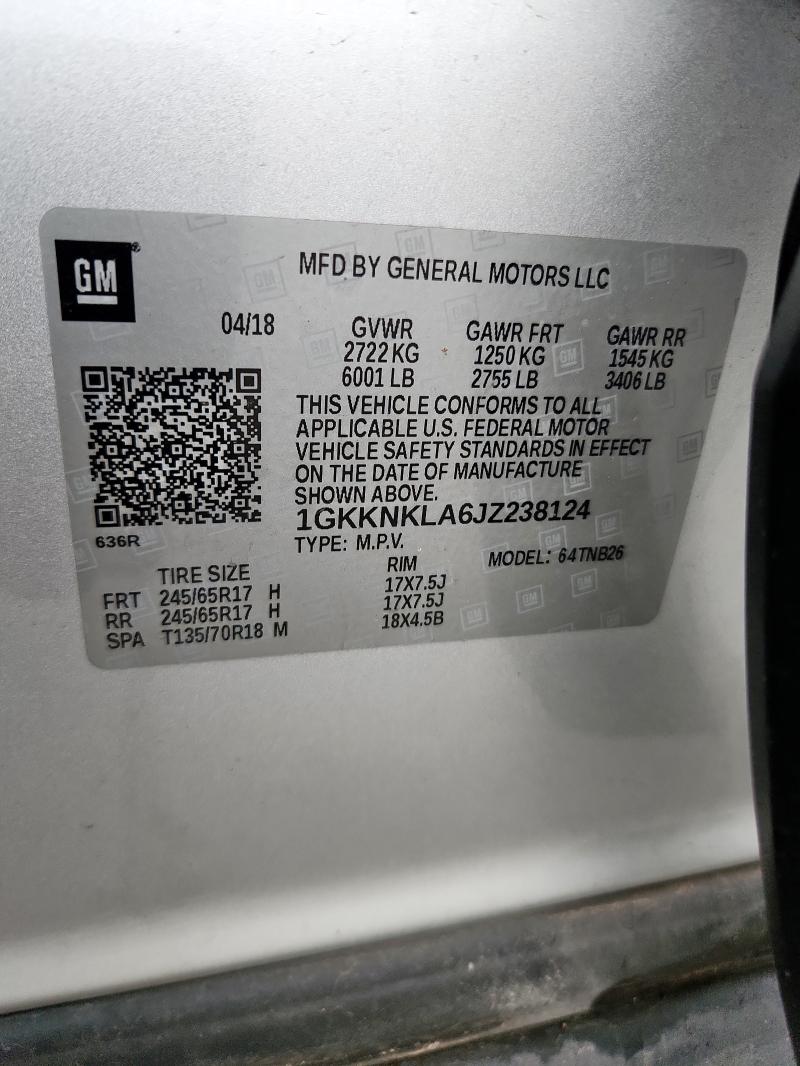 GM
MFD BY GENERAL MOTORS LLC
04/18 GVWR GAWR FRT GAWR RR
2722 KG 1250 KG 1545 KG
6001 LB 2755 LB 3406 LB
THIS VEHICLE CONFORMS TO ALL
APPLICABLE U.S. FEDERAL MOTOR
VEHICLE SAFETY STANDARDS IN EFFECT
ON THE DATE OF MANUFACTURE
SHOWN ABOVE.
1GKKNKLA6JZ238124
636R
TYPE: M.P.V. MODEL: 64TNB26
TIRE SIZE RIM
FRT 245/65R17 H 17X7.5J
RR 245/65R17 H 17X7.5J
SPA T135/70R18 M 18X4.5B